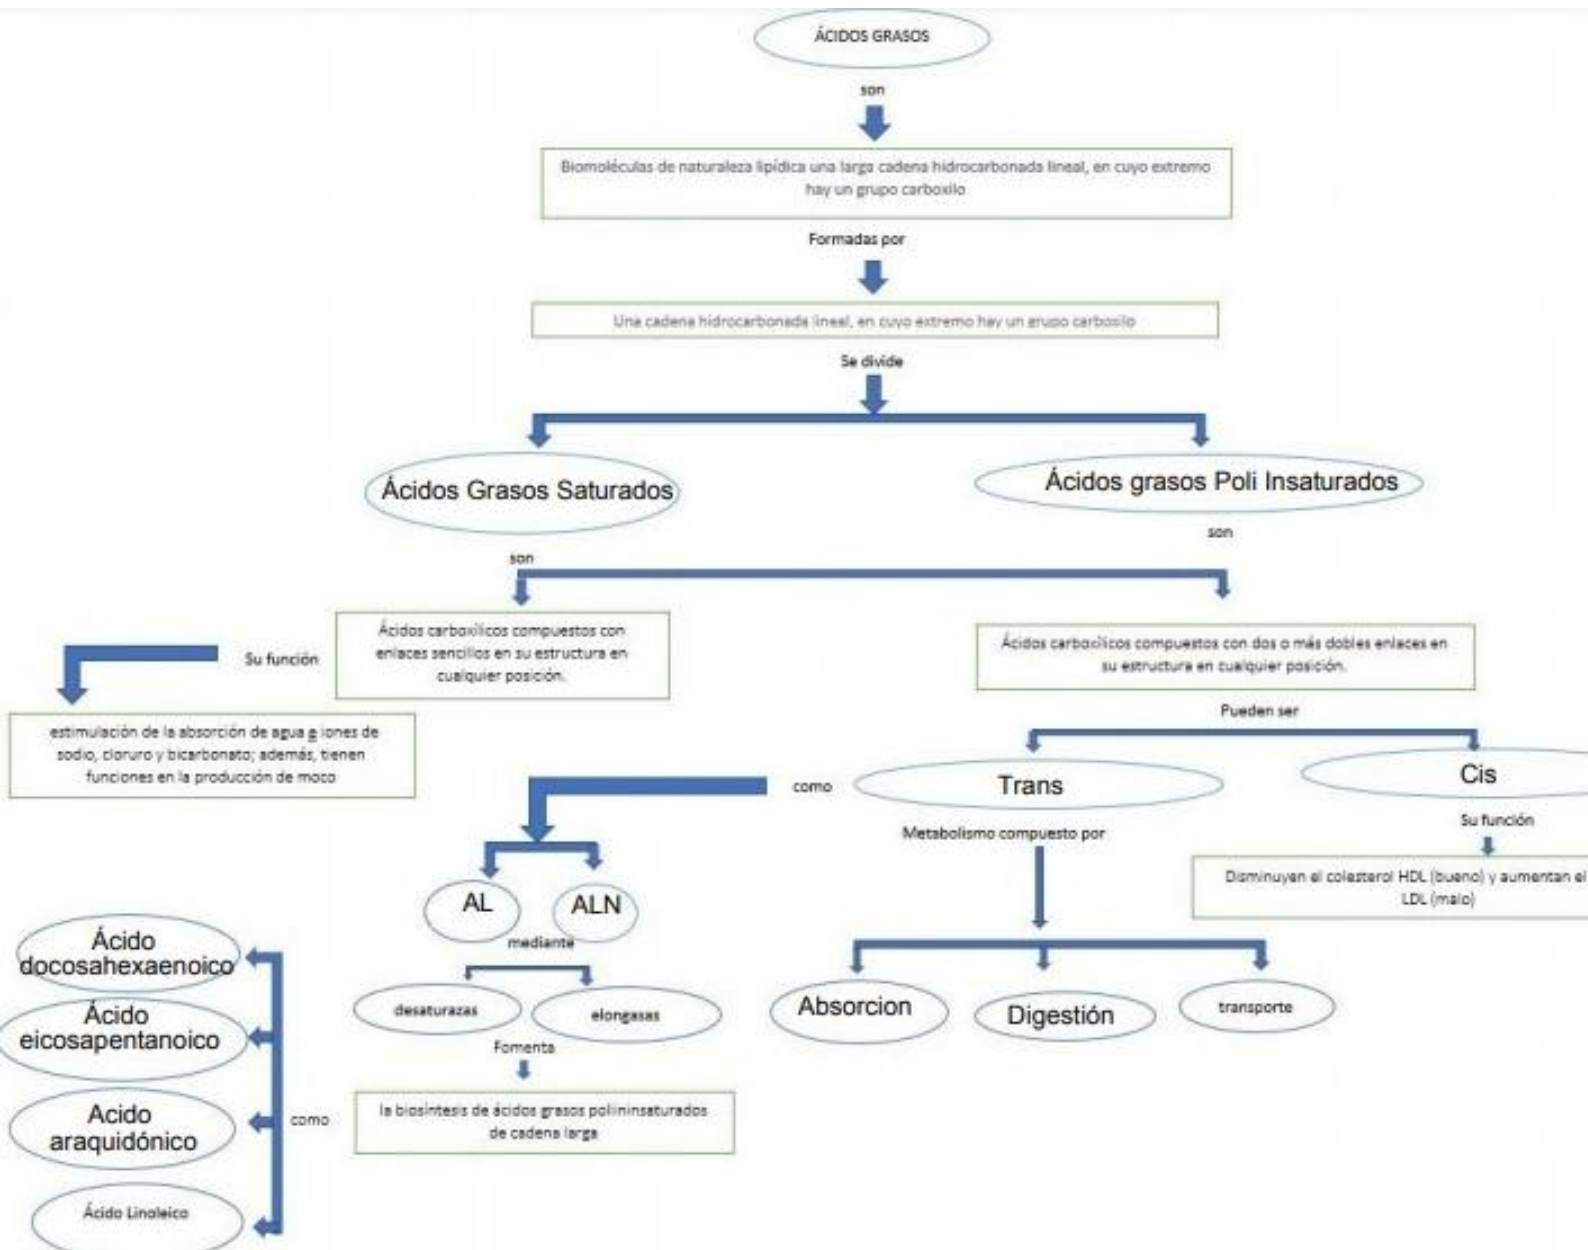 ÁCIDOS GRASOS
son
Biomoléculas de naturaleza lipídica una larga cadena hidrocarbonada lineal, en cuyo extremo
hay un grupo carboxilo
Formadas por
Una cadena hidrocarbonada lineal, en cuyo extremo hay un grupo carboxilo
Se divide
Ácidos Grasos Saturados
Ácidos grasos Poli Insaturados
son
son
Ácidos carboxílicos compuestos con
enlaces sencillos en su estructura en
cualquier posición.
Ácidos carboxílicos compuestos con dos o más dobles enlaces en
su estructura en cualquier posición.
Su función
estimulación de la absorción de agua e iones de
sodio, cloruro y bicarbonato; además, tienen
funciones en la producción de moco
Pueden ser
Trans
Cis
como
Metabolismo compuesto por
Su función
Disminuyen el colesterol HDL (bueno) y aumentan el
LDL (malo)
AL
ALN
mediante
desaturazas
elongasas
Fomenta
la biosíntesis de ácidos grasos poliininsaturados
de cadena larga
Absorcion
Digestión
transporte
como
Ácido
docosahexaenoico
Ácido
eicosapentanoico
Acido
araquidónico
Ácido Linoleico